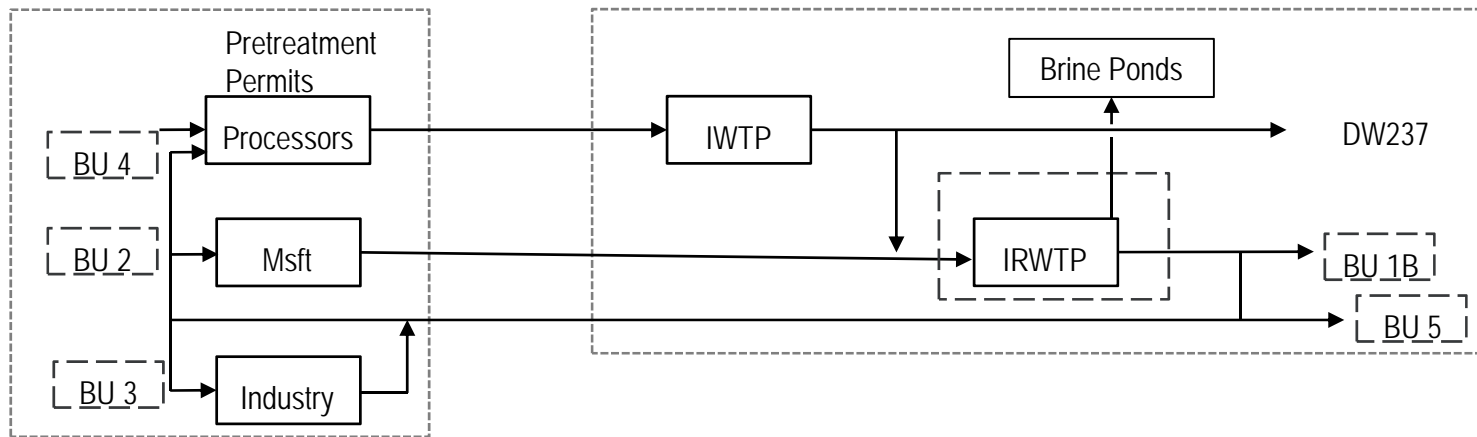 Pretreatment
Permits
Brine Ponds
Processors
IWTP
DW237
BU 4
BU 2
Msft
IRWTP
BU 1B
BU 5
BU 3
Industry